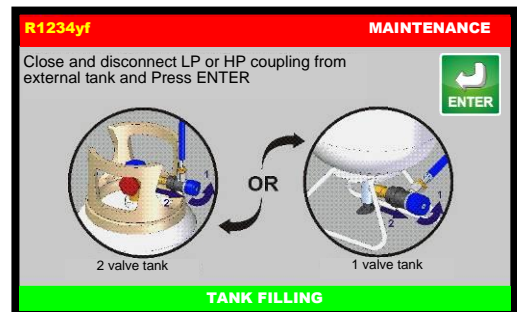 R1234yf
MAINTENANCE
Close and disconnect LP or HP coupling from
external tank and Press ENTER
ENTER
1
2
OR
1
2
2 valve tank
1 valve tank
TANK FILLING